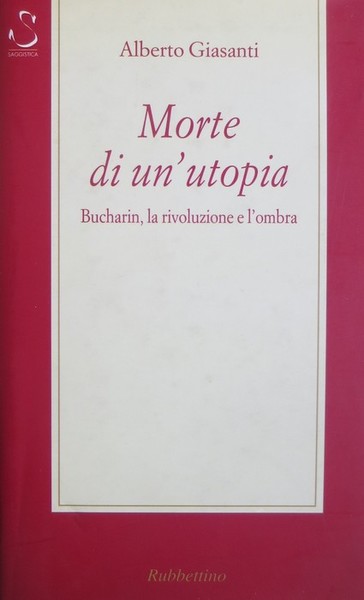 S
SAGGISTICA
Alberto Giasanti
Morte
di un'utopia
Bucharin, la rivoluzione e l'ombra
Rubbettino